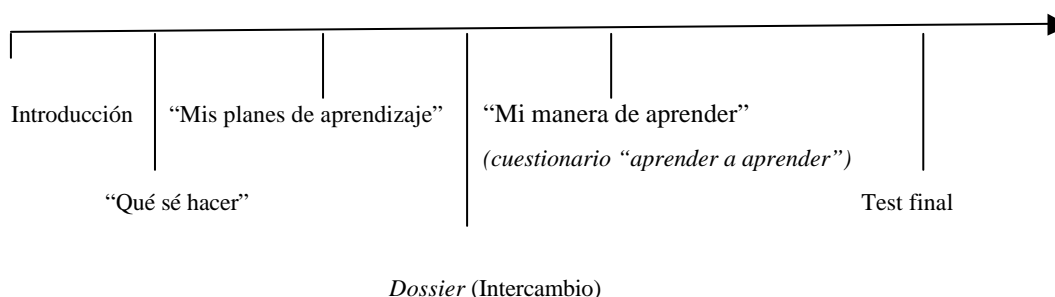 Introducción “Mis planes de aprendizaje” “Mi manera de aprender”
(cuestionario “aprender a aprender”)
“Qué sé hacer” Test final
Dossier (Intercambio)